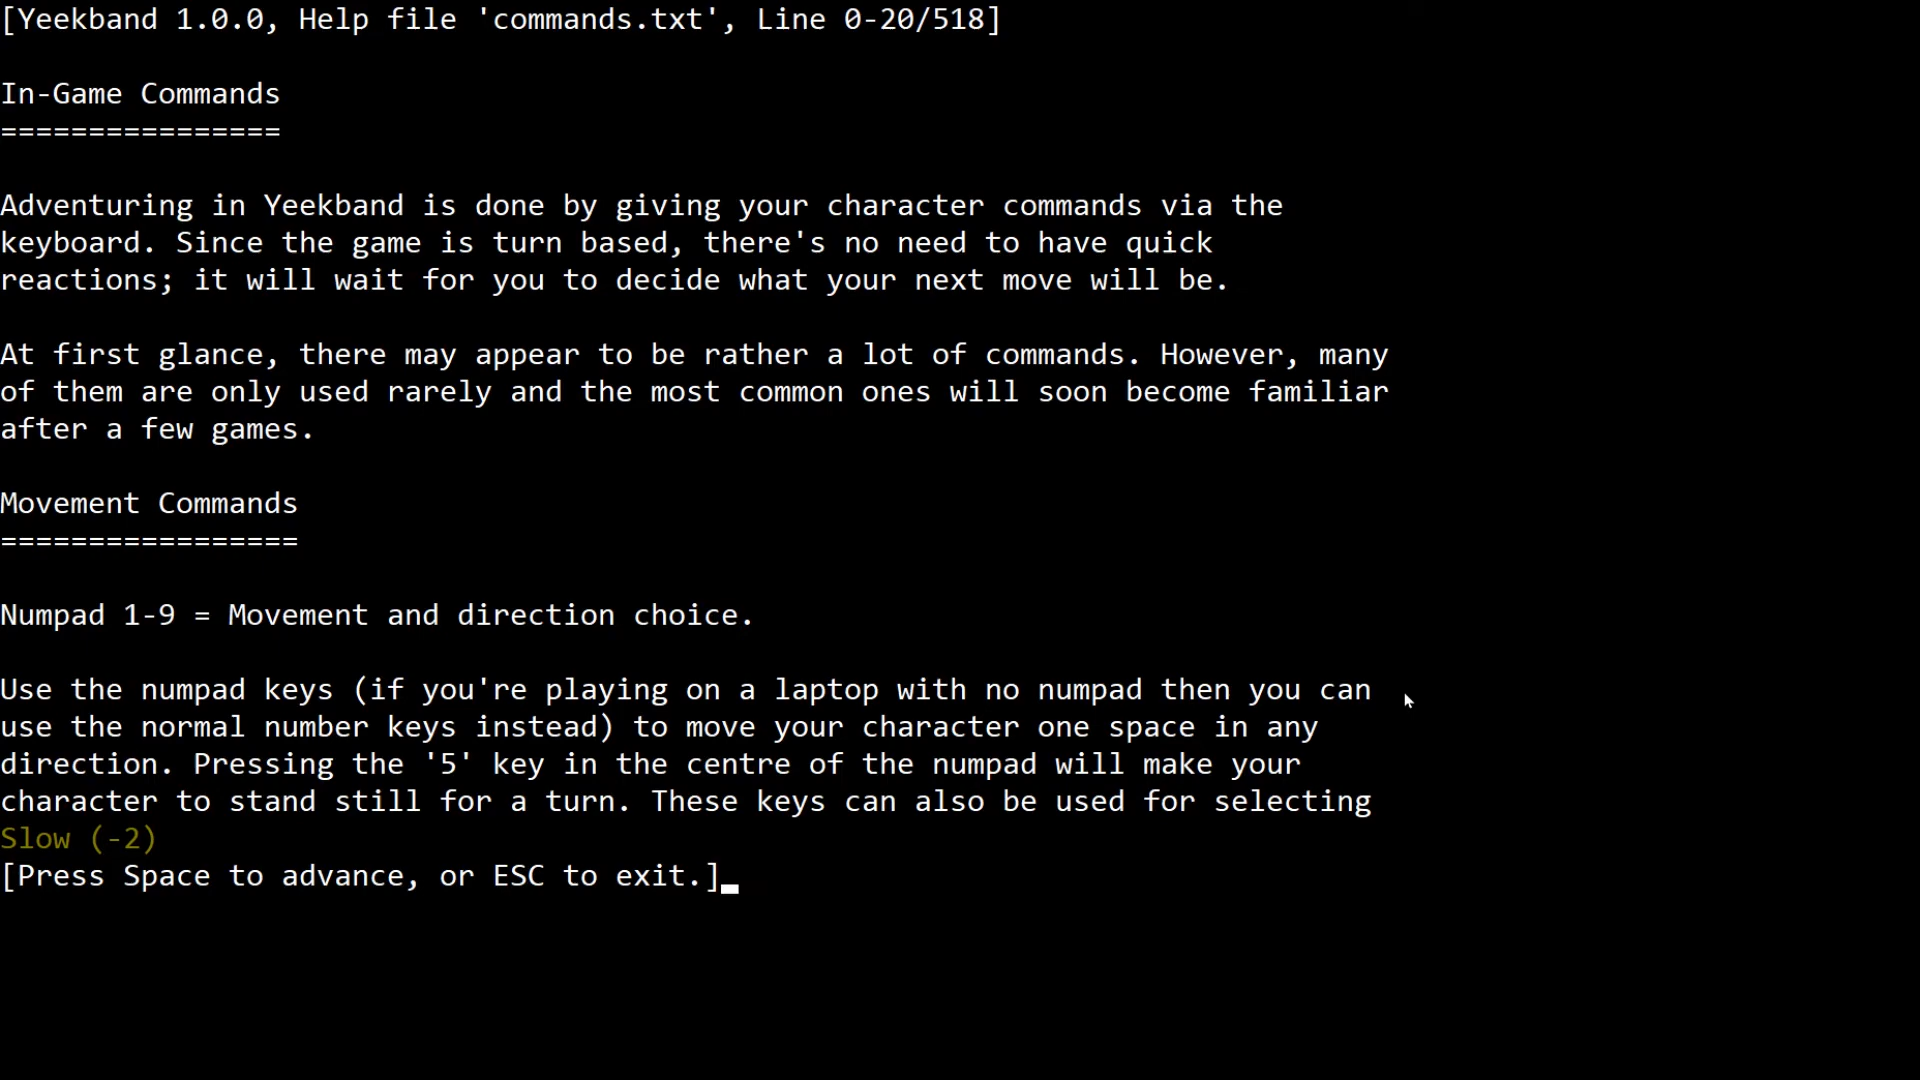 [Yeekband 1.0.0, Help file 'commands.txt', Line 0-20/518]
In-Game Commands
================
Adventuring in Yeekband is done by giving your character commands via the
keyboard. Since the game is turn based, there's no need to have quick
reactions; it will wait for you to decide what your next move will be.
At first glance, there may appear to be rather a lot of commands. However, many
of them are only used rarely and the most common ones will soon become familiar
after a few games.
Movement Commands
=================
Numpad 1-9 = Movement and direction choice.
Use the numpad keys (if you're playing on a laptop with no numpad then you can
use the normal number keys instead) to move your character one space in any
direction. Pressing the '5' key in the centre of the numpad will make your
character to stand still for a turn. These keys can also be used for selecting
Slow (-2)
[Press Space to advance, or ESC to exit.]